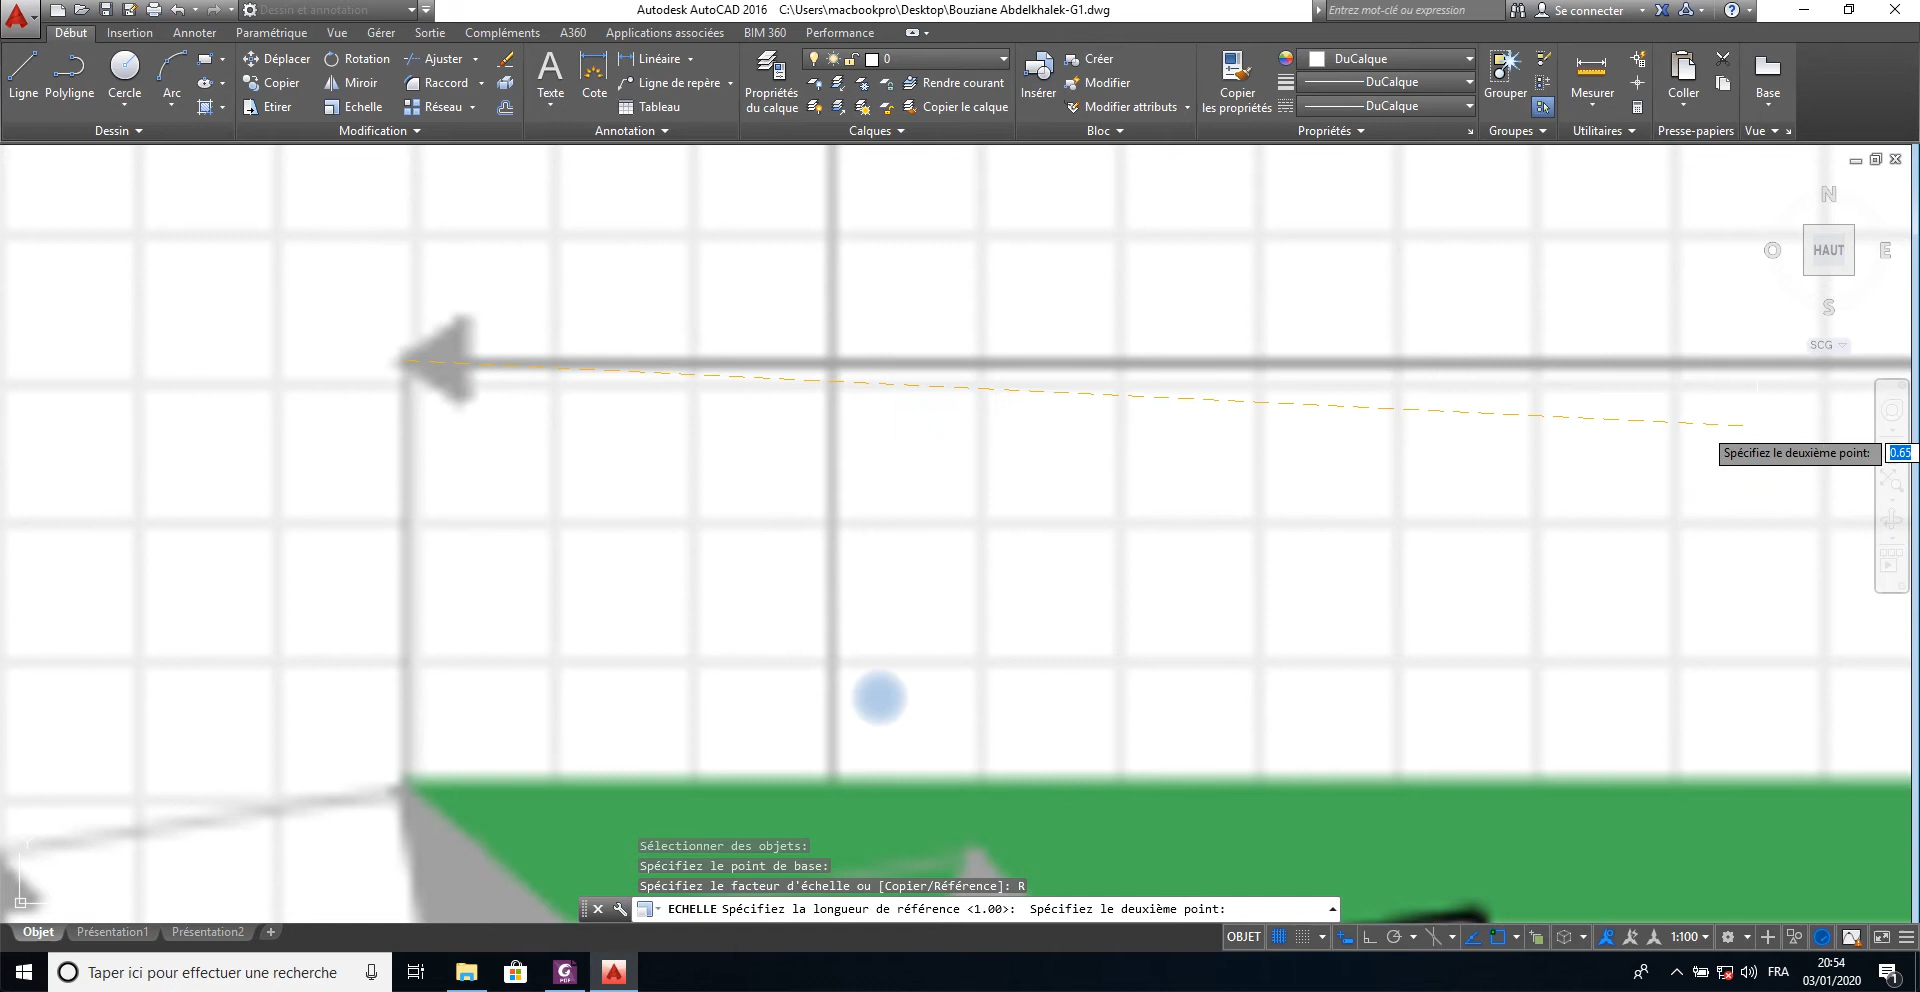 Dessin et annotation
Autodesk AutoCAD 2016 C:\Users\macbookpro\Desktop\Bouziane Abdelkhalek-G1.dwg
Entrez mot-clé ou expression
Se connecter
Début Insertion Annoter Paramétrique Vue Gérer Sortie Compléments A360 Applications associées BIM 360 Performance
Ligne Polyligne Cercle Arc
Déplacer Rotation Ajuster
Copier Miroir Raccord
Etirer Echelle Réseau
Texte Cote
Linéaire
Ligne de repère
Tableau
Propriétés du calque
0
Rendre courant
Copier le calque
Insérer
Créer
Modifier
Modifier attributs
Copier les propriétés
DuCalque
DuCalque
DuCalque
Grouper
Mesurer
Coller
Base
Dessin Modification Annotation Calques Bloc Propriétés Groupes Utilitaires Presse-papiers Vue
N
O HAUT E
S
SCG
Spécifiez le deuxième point: 0.65
Sélectionner des objets:
Spécifiez le point de base:
Spécifiez le facteur d'échelle ou [Copier/Référence]: R
ECHELLE Spécifiez la longueur de référence <1.00>: Spécifiez le deuxième point:
Objet Présentation1 Présentation2
OBJET 1:100
Taper ici pour effectuer une recherche
PDF
FRA
20:54
03/01/2020
1